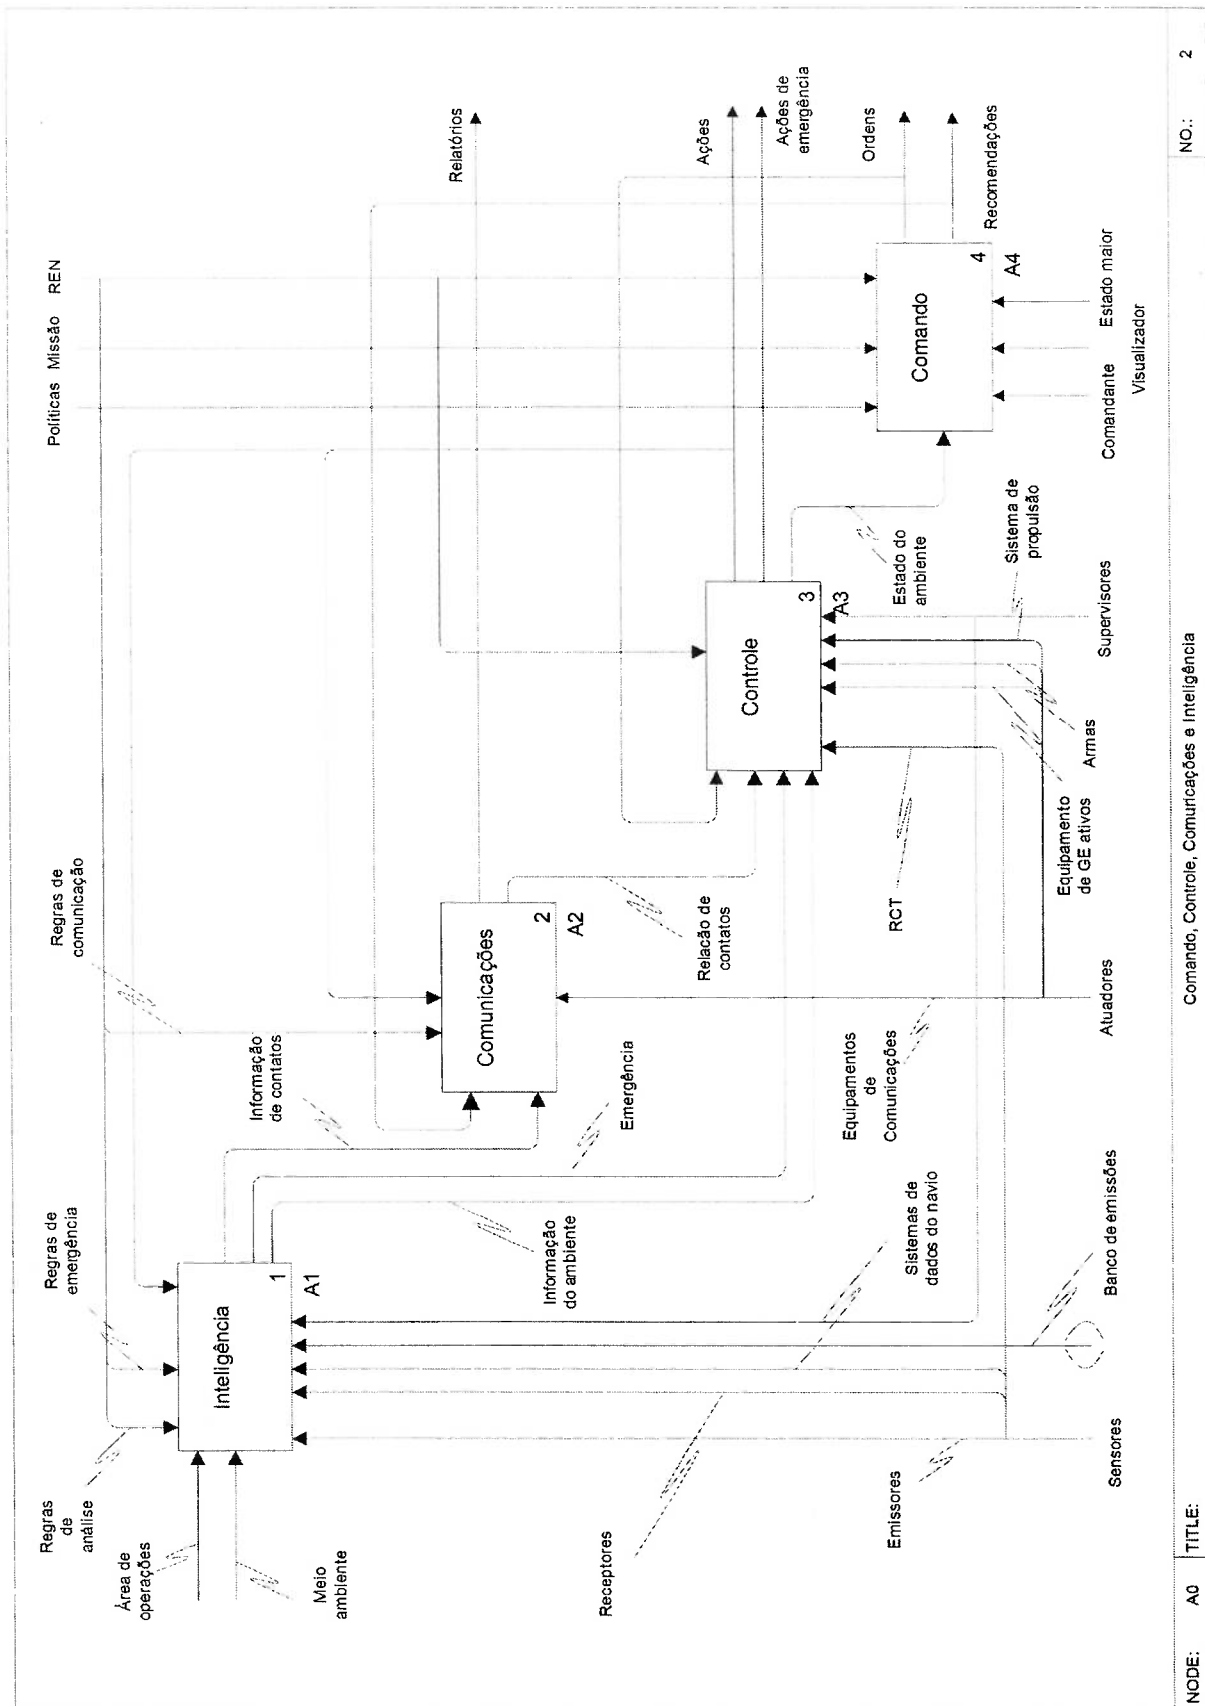 Políticas Missão REN
Regras de
comunicação
Regras de
emergência
Regras
de
análise
Área de
operações
Meio
ambiente
Inteligência
1
A1
Informação
de contatos
Emergência
Informação
do ambiente
Comunicações
2
A2
Relatórios
Relacão de
contatos
Controle
3
A3
Ações
Ações de
emergência
Estado do
ambiente
Comando
4
A4
Ordens
Recomendações
Receptores
Emissores
Sensores
Sistemas de
dados do navio
Banco de emissões
Equipamentos
de
Comunicações
Atuadores
RCT
Equipamento
de GE ativos
Armas
Sistema de
propulsão
Supervisores
Comandante
Visualizador
Estado maior
NODE: A0 TITLE: Comando, Controle, Comunicações e Inteligência NO.: 2